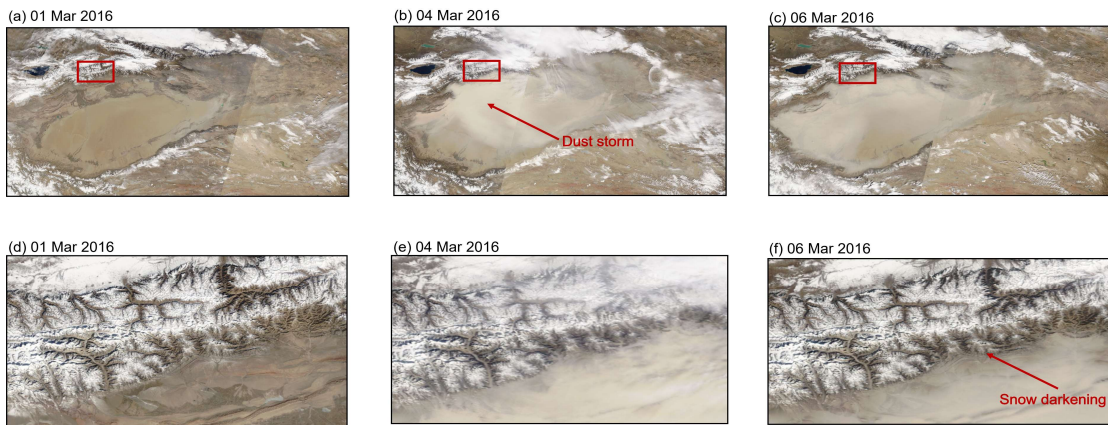 (a) 01 Mar 2016
(b) 04 Mar 2016
(c) 06 Mar 2016
Dust storm
(d) 01 Mar 2016
(e) 04 Mar 2016
(f) 06 Mar 2016
Snow darkening